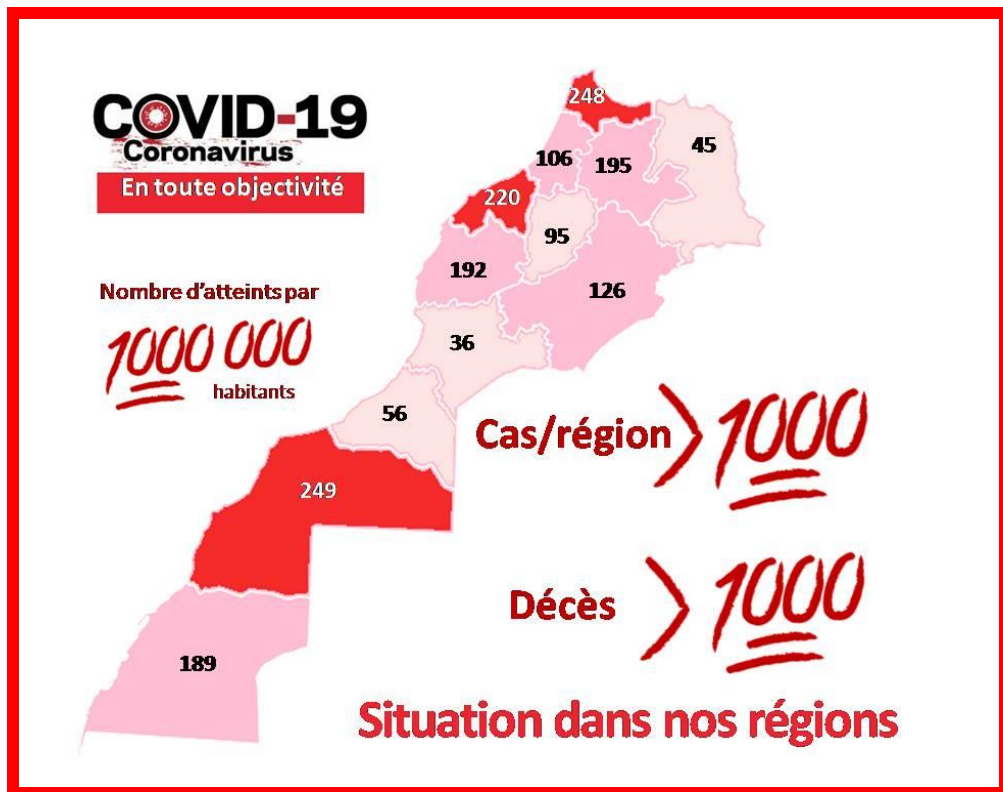 COVID-19
Coronavirus
En toute objectivité
Nombre d'atteints par
1000 000
habitants
248
45
106
195
220
95
192
126
36
56
249
189
Cas/région > 1000
Décès > 1000
Situation dans nos régions